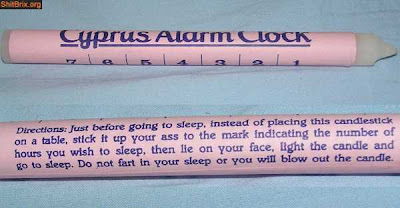 ShitBrix.org
Cyprus Alarm Clock
7 6 5 4 3 2 1
Directions: Just before going to sleep, instead of placing this candlestick
on a table, stick it up your ass to the mark indicating the number of
hours you wish to sleep, then lie on your face, light the candle and
go to sleep. Do not fart in your sleep or you will blow out the candle.